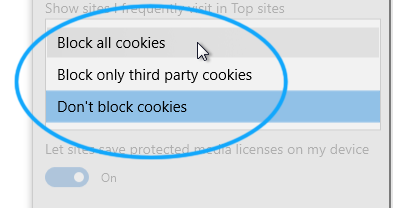 Show sites I frequently visit in Top sites
Block all cookies
Block only third party cookies
Don't block cookies
Let sites save protected media licenses on my device
On